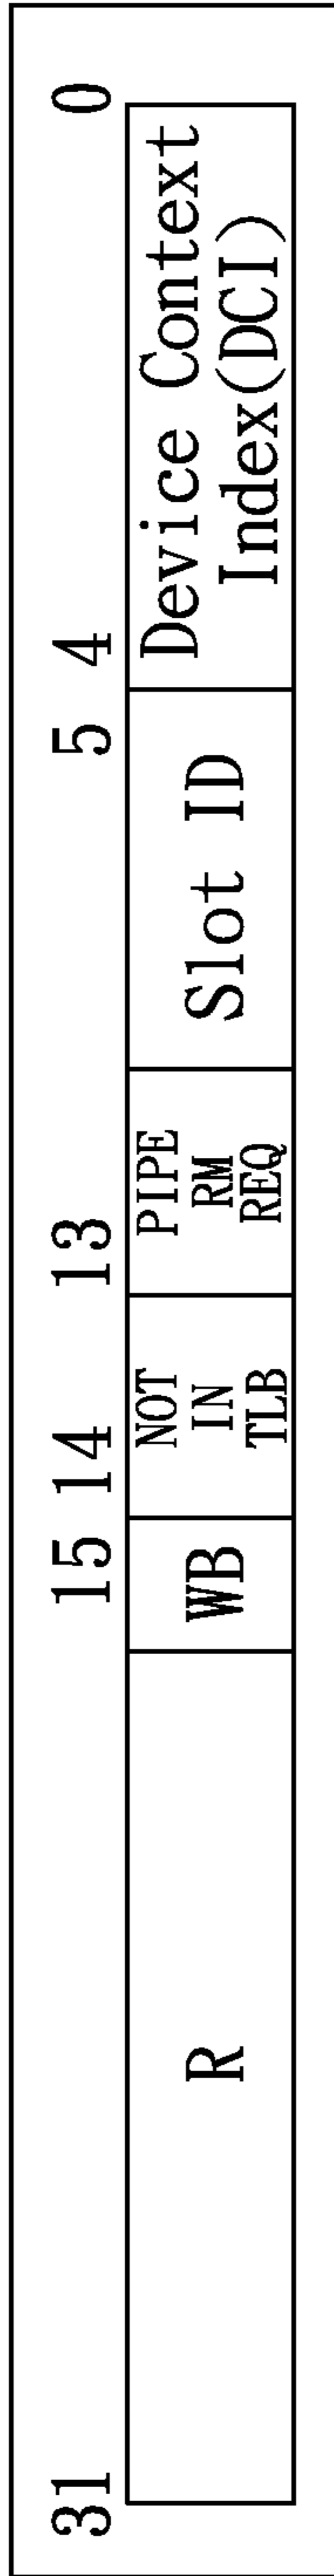 31 15 14 13 5 4 0
R
WB
NOT
IN
TLB
PIPE
RM
REQ
Slot ID
Device Context
Index(DCI)